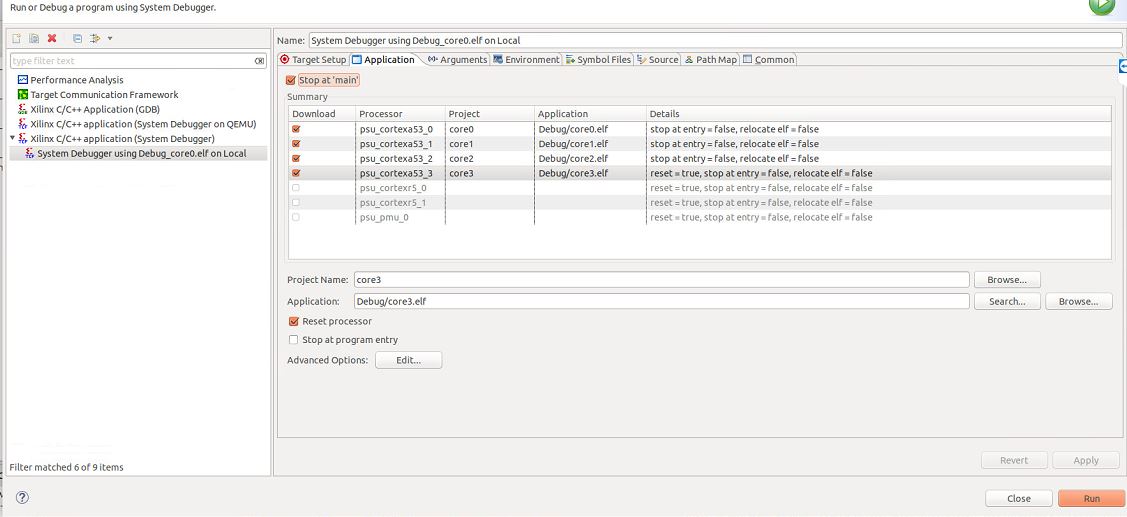 Run or Debug a program using System Debugger.
Name: System Debugger using Debug_core0.elf on Local
type filter text
Performance Analysis
Target Communication Framework
Xilinx C/C++ Application (GDB)
Xilinx C/C++ application (System Debugger on QEMU)
Xilinx C/C++ application (System Debugger)
System Debugger using Debug_core0.elf on Local
Filter matched 6 of 9 items
Target Setup Application Arguments Environment Symbol Files Source Path Map Common
Stop at 'main'
Summary
Download Processor Project Application Details
psu_cortexa53_0 core0 Debug/core0.elf stop at entry = false, relocate elf = false
psu_cortexa53_1 core1 Debug/core1.elf stop at entry = false, relocate elf = false
psu_cortexa53_2 core2 Debug/core2.elf stop at entry = false, relocate elf = false
psu_cortexa53_3 core3 Debug/core3.elf reset = true, stop at entry = false, relocate elf = false
psu_cortexr5_0 reset = true, stop at entry = false, relocate elf = false
psu_cortexr5_1 reset = true, stop at entry = false, relocate elf = false
psu_pmu_0 reset = true, stop at entry = false, relocate elf = false
Project Name: core3 Browse...
Application: Debug/core3.elf Search... Browse...
Reset processor
Stop at program entry
Advanced Options: Edit...
Revert Apply
? Close Run